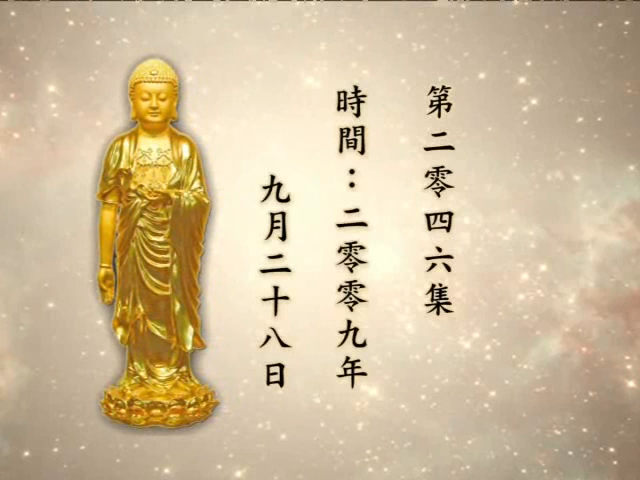 第二零四六集
時間：二零零九年
九月二十八日